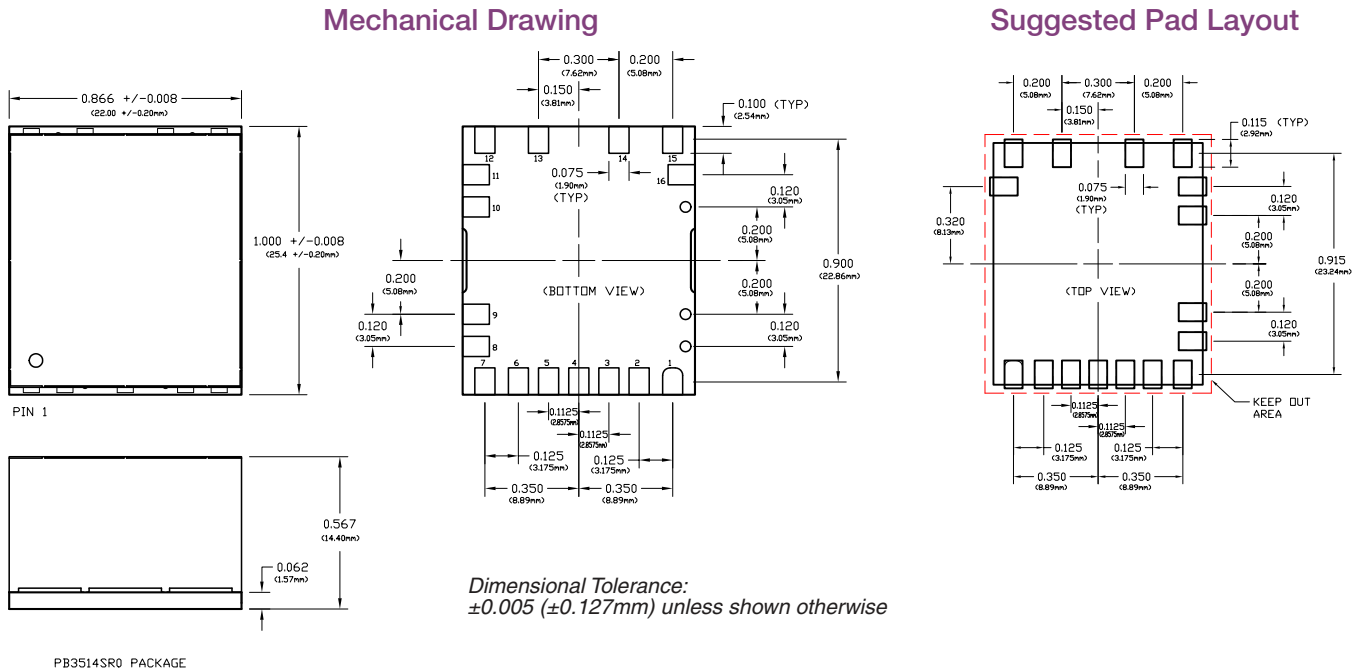 Mechanical Drawing
Suggested Pad Layout
0.866 +/-0.008
(22.00 +/-0.20mm)
1.000 +/-0.008
(25.4 +/-0.20mm)
PIN 1
0.567
(14.40mm)
0.062
(1.57mm)
PB3514SR0 PACKAGE
0.300
(7.62mm)
0.200
(5.08mm)
0.150
(3.81mm)
0.100 (TYP)
(2.54mm)
12
13
14
15
11
16
0.075
(1.90mm)
(TYP)
10
0.120
(3.05mm)
0.200
(5.08mm)
0.900
(22.86mm)
0.200
(5.08mm)
(BOTTOM VIEW)
0.200
(5.08mm)
9
0.120
(3.05mm)
0.120
(3.05mm)
8
7
6
5
4
3
2
1
0.1125
(2.8575mm)
0.1125
(2.8575mm)
0.125
(3.175mm)
0.125
(3.175mm)
0.350
(8.89mm)
0.350
(8.89mm)
Dimensional Tolerance:
±0.005 (±0.127mm) unless shown otherwise
0.200
(5.08mm)
0.300
(7.62mm)
0.200
(5.08mm)
0.150
(3.81mm)
0.115 (TYP)
(2.92mm)
0.075
(1.90mm)
(TYP)
0.120
(3.05mm)
0.320
(8.13mm)
0.200
(5.08mm)
0.915
(23.24mm)
(TOP VIEW)
0.200
(5.08mm)
0.120
(3.05mm)
KEEP OUT
AREA
0.1125
(2.8575mm)
0.1125
(2.8575mm)
0.125
(3.175mm)
0.125
(3.175mm)
0.350
(8.89mm)
0.350
(8.89mm)